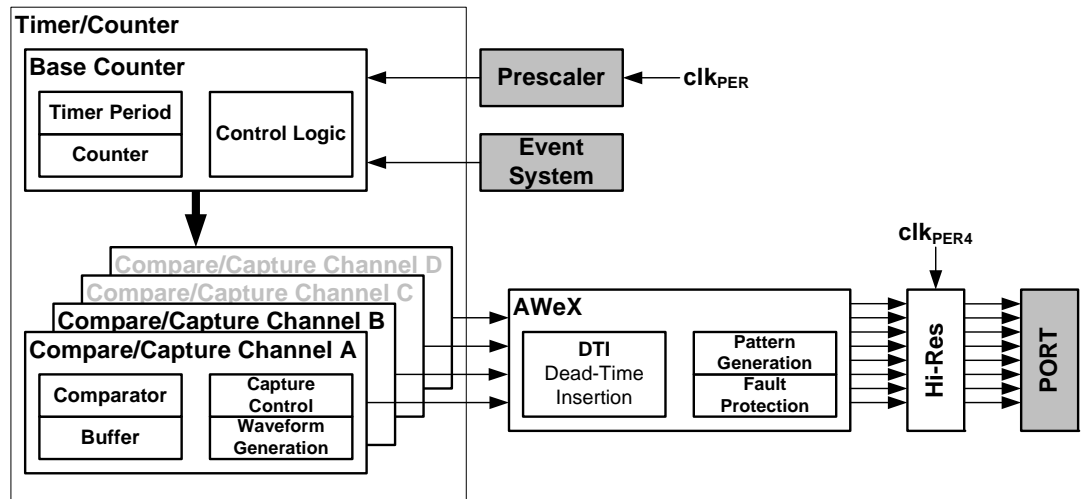 Timer/Counter
Base Counter
Timer Period
Counter
Control Logic
Prescaler
clkPER
Event
System
Compare/Capture Channel D
Compare/Capture Channel C
Compare/Capture Channel B
Compare/Capture Channel A
Comparator
Buffer
Capture
Control
Waveform
Generation
AWeX
DTI
Dead-Time
Insertion
Pattern
Generation
Fault
Protection
clkPER4
Hi-Res
PORT